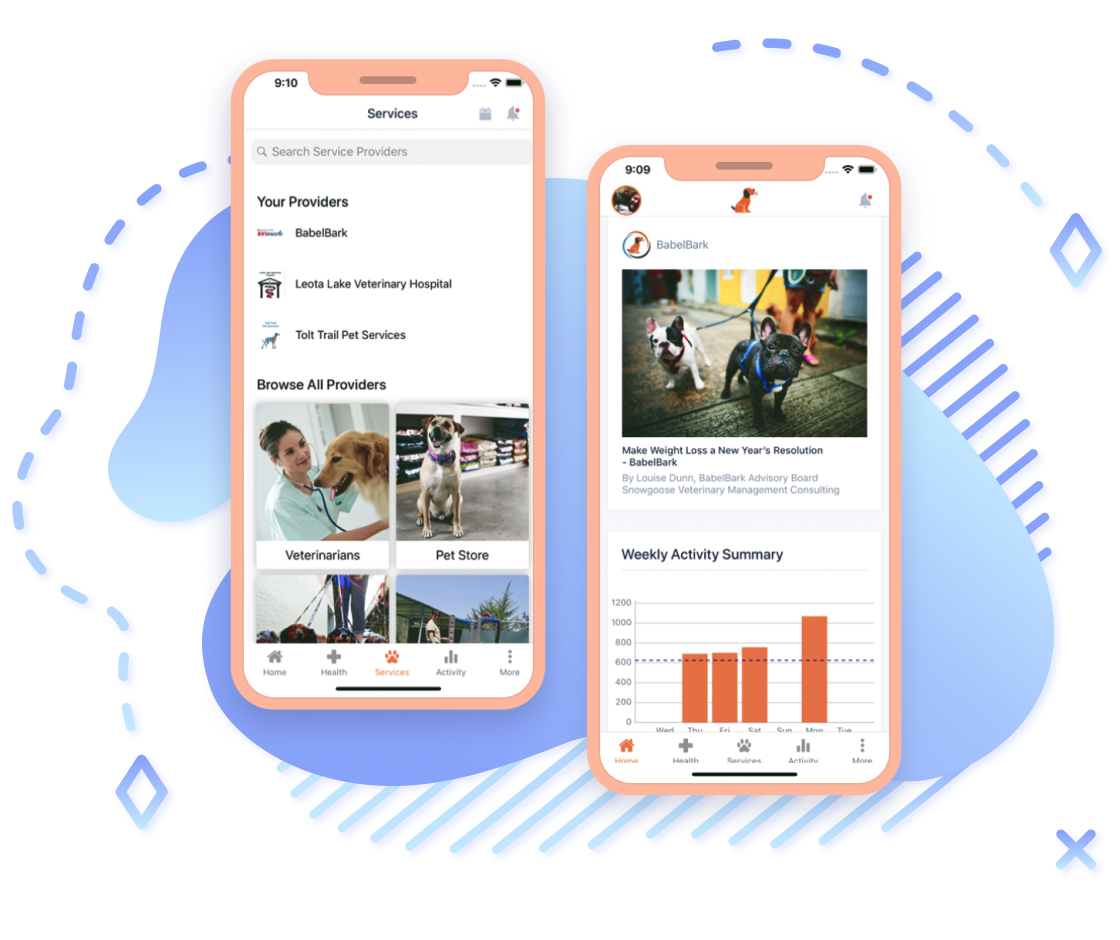 9:10
Services
Search Service Providers
Your Providers
BabelBark
Leota Lake Veterinary Hospital
Tolt Trail Pet Services
Browse All Providers
Veterinarians
Pet Store
Home
Health
Services
Activity
More
9:09
BabelBark
Make Weight Loss a New Year's Resolution
- BabelBark
By Louise Dunn, BabelBark Advisory Board
Snowgoose Veterinary Management Consulting
Weekly Activity Summary
1200
1000
800
600
400
200
0
Wed Thu Fri Sat Sun Mon Tue
Home
Health
Services
Activity
More